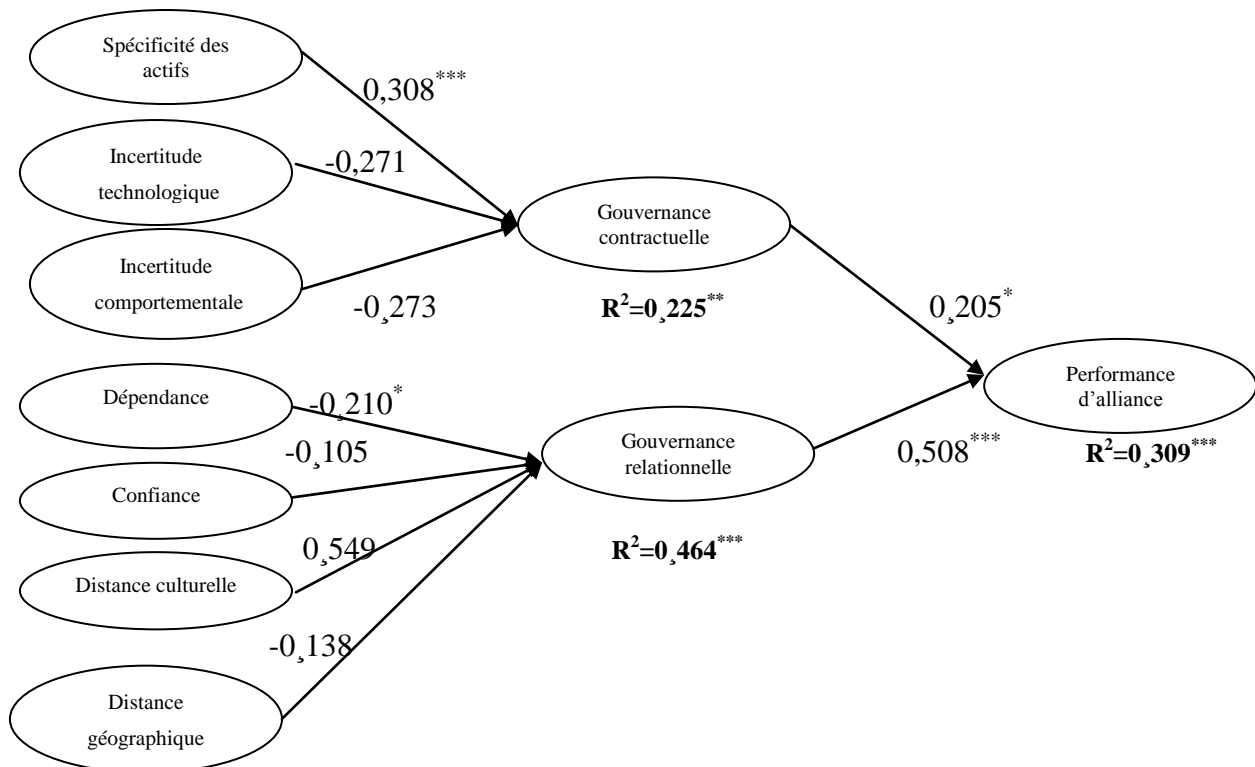 Spécificité des
actifs
0,308***
Incertitude
technologique
-0,271
Incertitude
comportementale
-0,273
Gouvernance
contractuelle
R²=0,225**
0,205*
Dépendance
-0,210*
-0,105
Confiance
Gouvernance
relationnelle
R²=0,464***
0,508***
Performance
d’alliance
R²=0,309***
0,549
Distance culturelle
-0,138
Distance
géographique